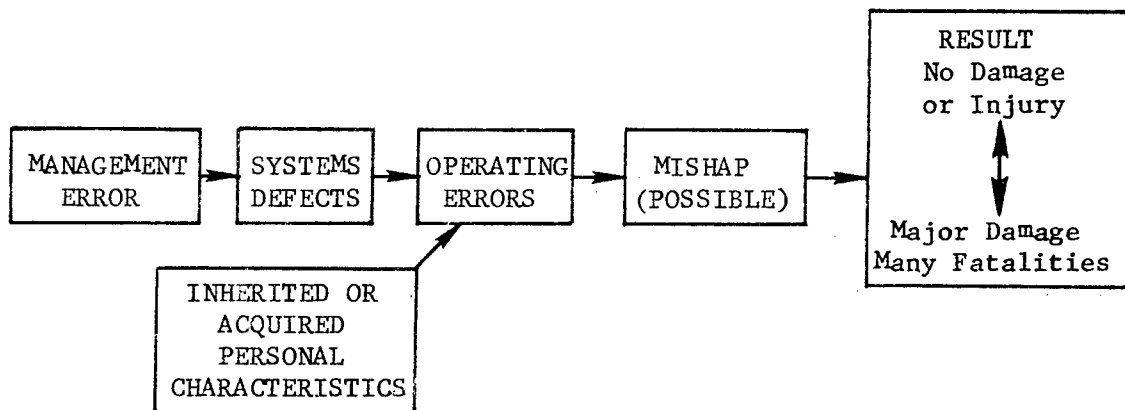 MANAGEMENT
ERROR
SYSTEMS
DEFECTS
OPERATING
ERRORS
MISHAP
(POSSIBLE)
RESULT
No Damage
or Injury
Major Damage
Many Fatalities
INHERITED OR
ACQUIRED
PERSONAL
CHARACTERISTICS